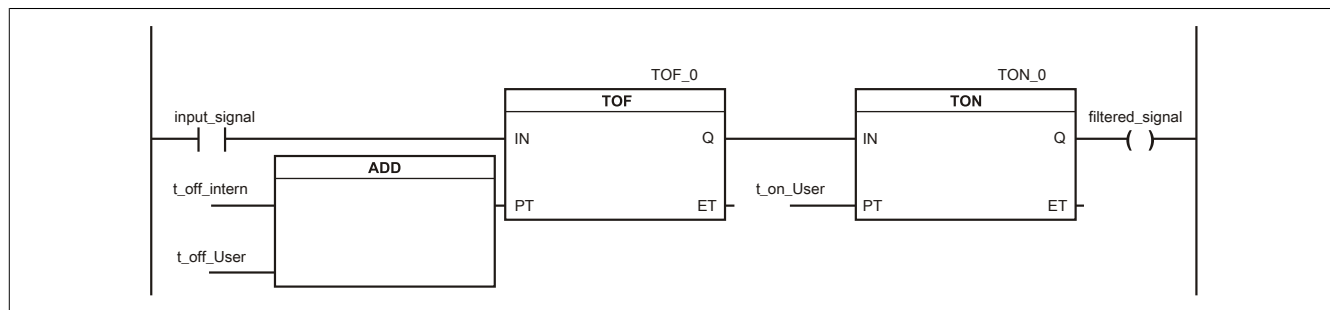 TOF_0
TON_0
TOF
TON
input_signal
filtered_signal
IN
Q
IN
Q
ADD
t_off_intern
PT
ET
t_on_User
PT
ET
t_off_User